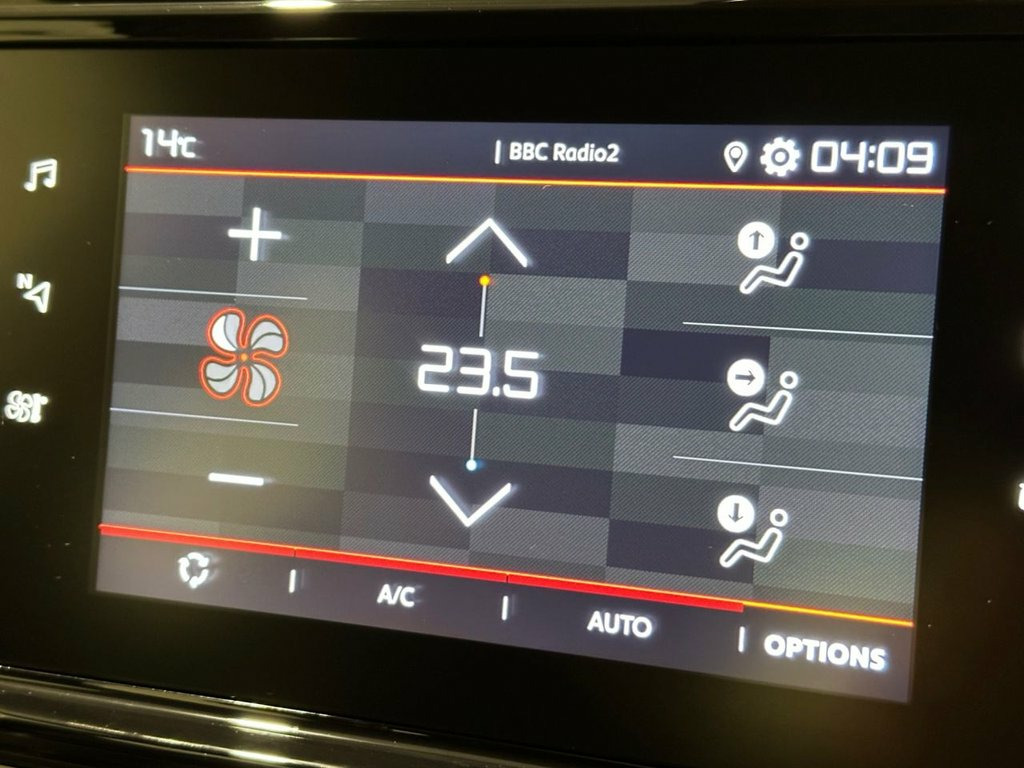 14°C
BBC Radio2
04:09
N
23.5
A/C
AUTO
OPTIONS